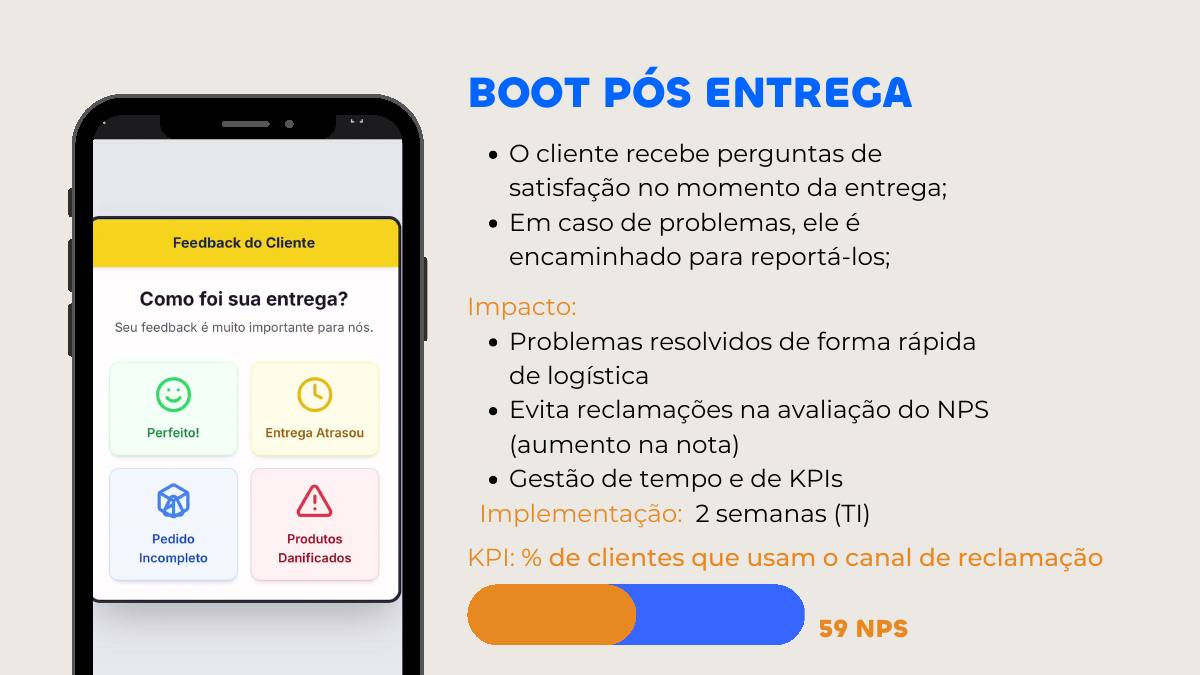 BOOT PÓS ENTREGA
• O cliente recebe perguntas de
satisfação no momento da entrega;
• Em caso de problemas, ele é
encaminhado para reportá-los;
Impacto:
• Problemas resolvidos de forma rápida
de logística
• Evita reclamações na avaliação do NPS
(aumento na nota)
• Gestão de tempo e de KPIs
Implementação: 2 semanas (TI)
KPI: % de clientes que usam o canal de reclamação
59 NPS
Feedback do Cliente
Como foi sua entrega?
Seu feedback é muito importante para nós.
Perfeito!
Entrega Atrasou
Pedido
Incompleto
Produtos
Danificados